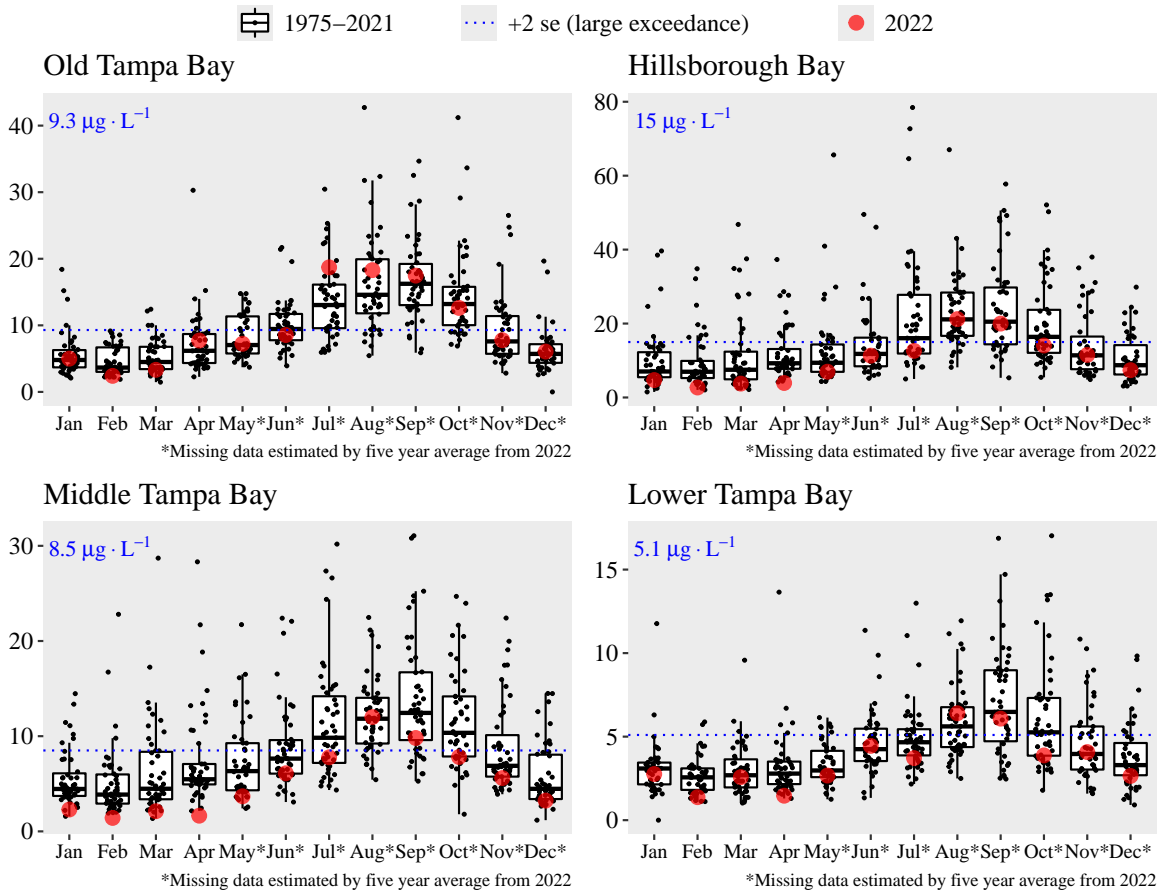 1975–2021 +2 se (large exceedance) 2022
Old Tampa Bay
9.3 μg · L⁻¹
40
30
20
10
0
Jan Feb Mar Apr May* Jun* Jul* Aug* Sep* Oct* Nov* Dec*
*Missing data estimated by five year average from 2022
Hillsborough Bay
15 μg · L⁻¹
80
60
40
20
0
Jan Feb Mar Apr May* Jun* Jul* Aug* Sep* Oct* Nov* Dec*
*Missing data estimated by five year average from 2022
Middle Tampa Bay
8.5 μg · L⁻¹
30
20
10
0
Jan Feb Mar Apr May* Jun* Jul* Aug* Sep* Oct* Nov* Dec*
*Missing data estimated by five year average from 2022
Lower Tampa Bay
5.1 μg · L⁻¹
15
10
5
0
Jan Feb Mar Apr May* Jun* Jul* Aug* Sep* Oct* Nov* Dec*
*Missing data estimated by five year average from 2022